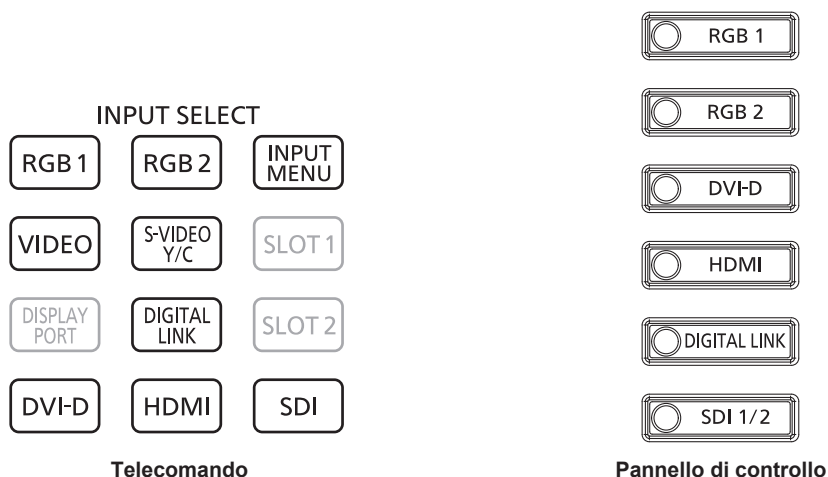 INPUT SELECT
RGB 1
RGB 2
INPUT
MENU
VIDEO
S-VIDEO
Y/C
SLOT 1
DISPLAY
PORT
DIGITAL
LINK
SLOT 2
DVI-D
HDMI
SDI
Telecomando
RGB 1
RGB 2
DVI-D
HDMI
DIGITAL LINK
SDI 1/2
Pannello di controllo